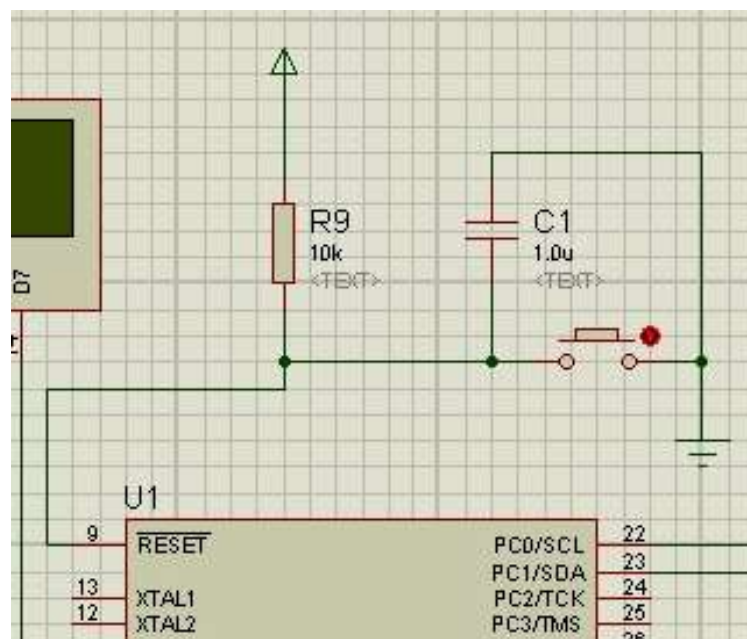 R9
10k
<TEXT>
C1
1.0u
<TEXT>
D7
14
U1
9
RESET
13
XTAL1
12
XTAL2
PC0/SCL
22
PC1/SDA
23
PC2/TCK
24
PC3/TMS
25